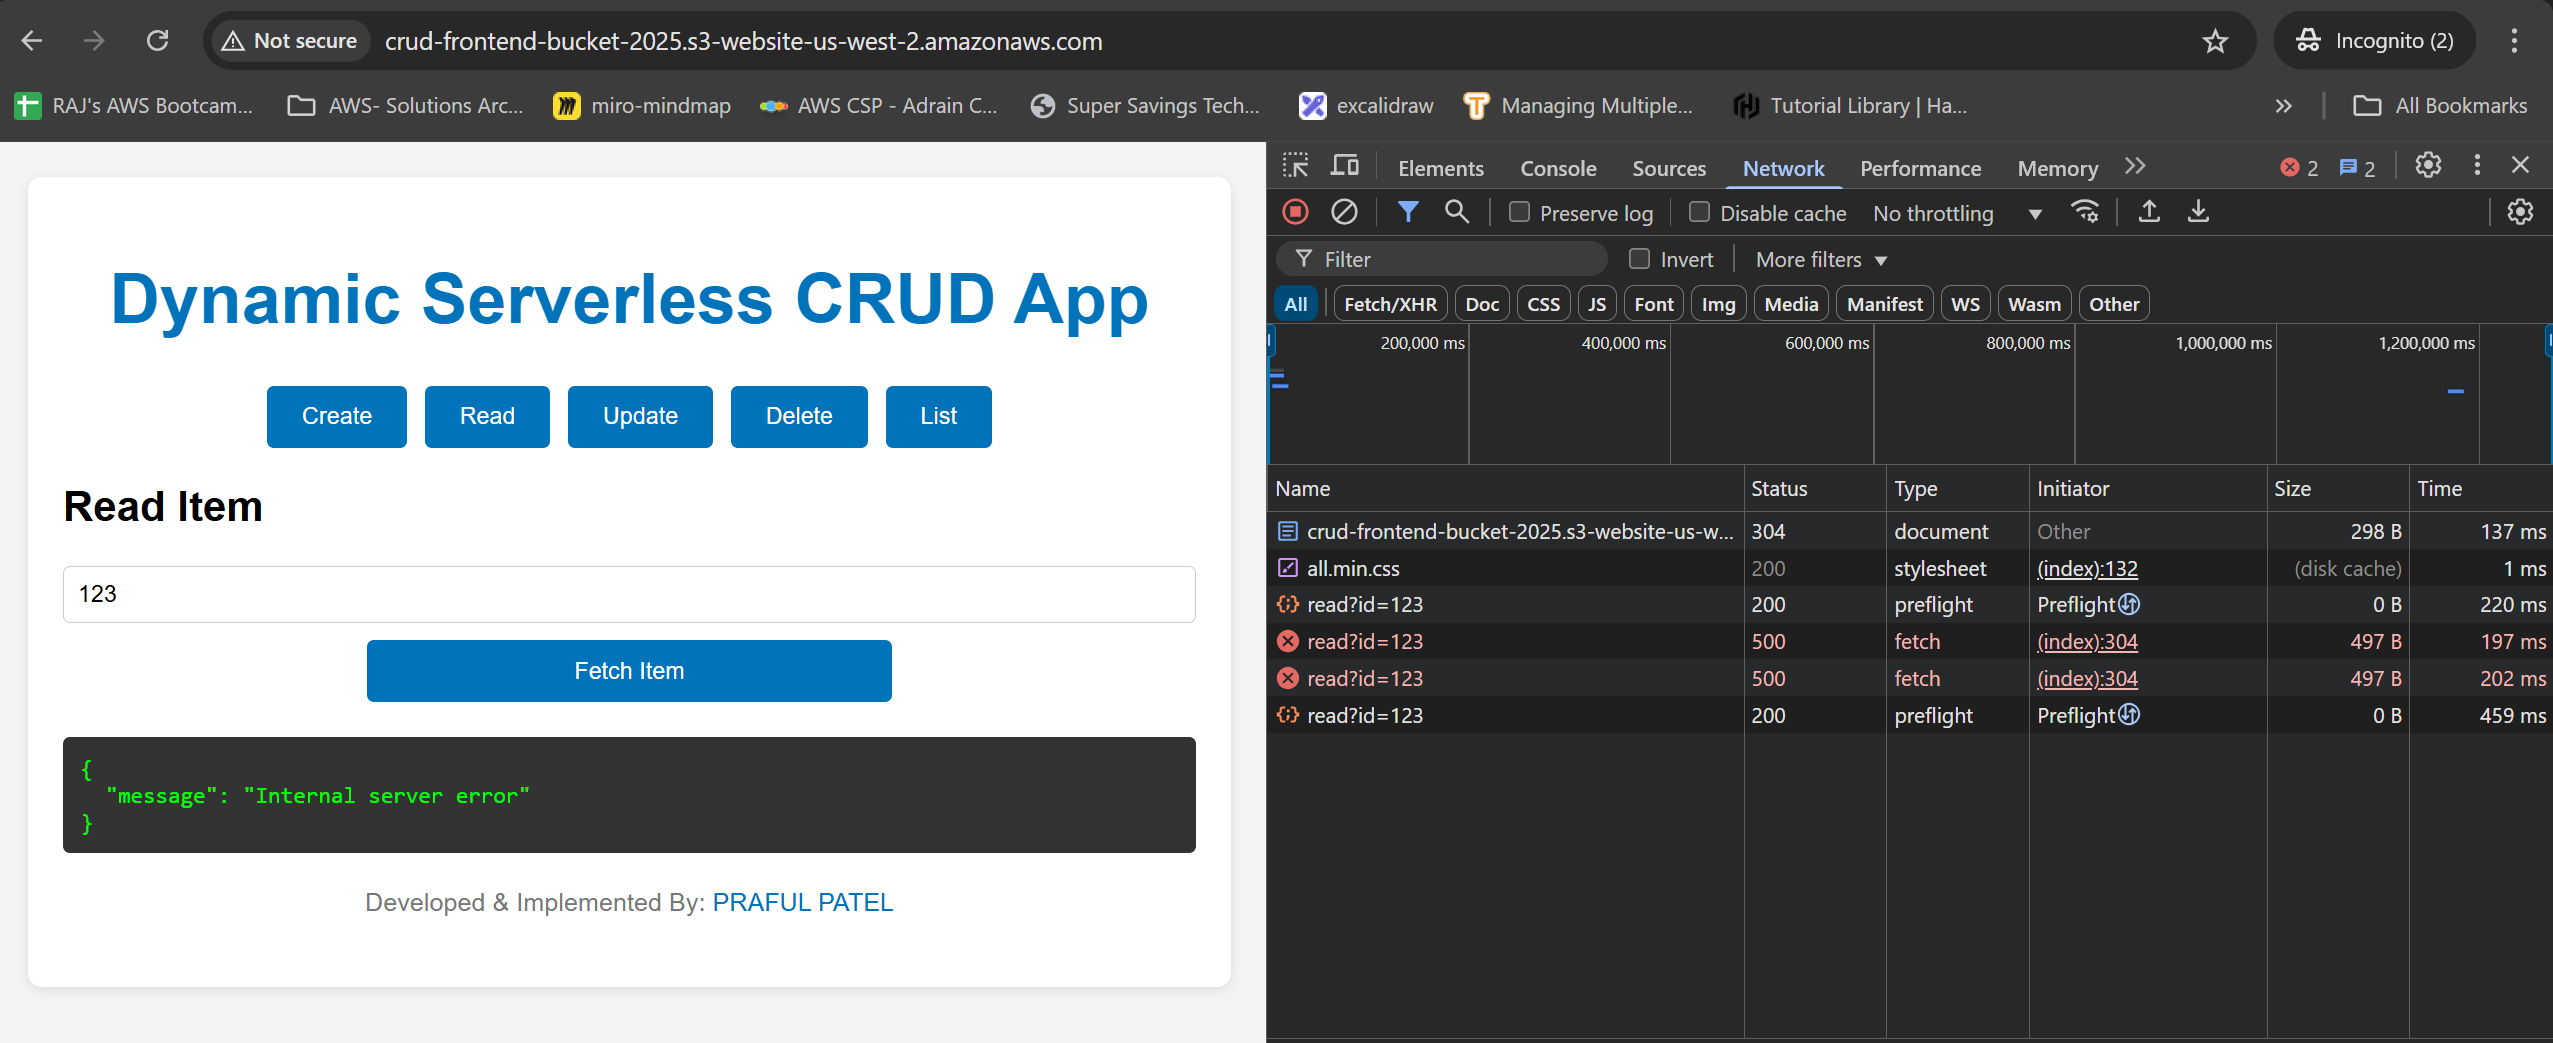 Not secure crud-frontend-bucket-2025.s3-website-us-west-2.amazonaws.com Incognito (2)
RAJ's AWS Bootcam... AWS- Solutions Arc... miro-mindmap AWS CSP - Adrain C... Super Savings Tech... excalidraw Managing Multiple... Tutorial Library | Ha... » All Bookmarks
Dynamic Serverless CRUD App
Create Read Update Delete List
Read Item
123
Fetch Item
{
"message": "Internal server error"
}
Developed & Implemented By: PRAFUL PATEL
Elements Console Sources Network Performance Memory 2 2
Preserve log Disable cache No throttling
Filter Invert More filters
All Fetch/XHR Doc CSS JS Font Img Media Manifest WS Wasm Other
200,000 ms 400,000 ms 600,000 ms 800,000 ms 1,000,000 ms 1,200,000 ms
Name Status Type Initiator Size Time
crud-frontend-bucket-2025.s3-website-us-w... 304 document Other 298 B 137 ms
all.min.css 200 stylesheet (index):132 (disk cache) 1 ms
read?id=123 200 preflight Preflight 0 B 220 ms
read?id=123 500 fetch (index):304 497 B 197 ms
read?id=123 500 fetch (index):304 497 B 202 ms
read?id=123 200 preflight Preflight 0 B 459 ms